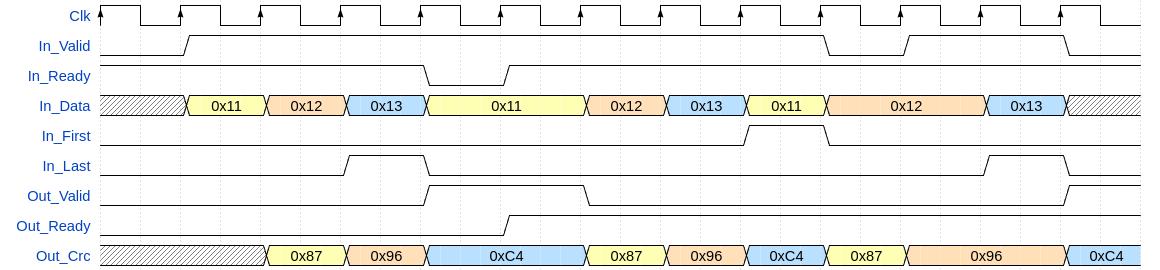 Clk
In_Valid
In_Ready
In_Data 0x11 0x12 0x13 0x11 0x12 0x13 0x11 0x12 0x13
In_First
In_Last
Out_Valid
Out_Ready
Out_Crc 0x87 0x96 0xC4 0x87 0x96 0xC4 0x87 0x96 0xC4